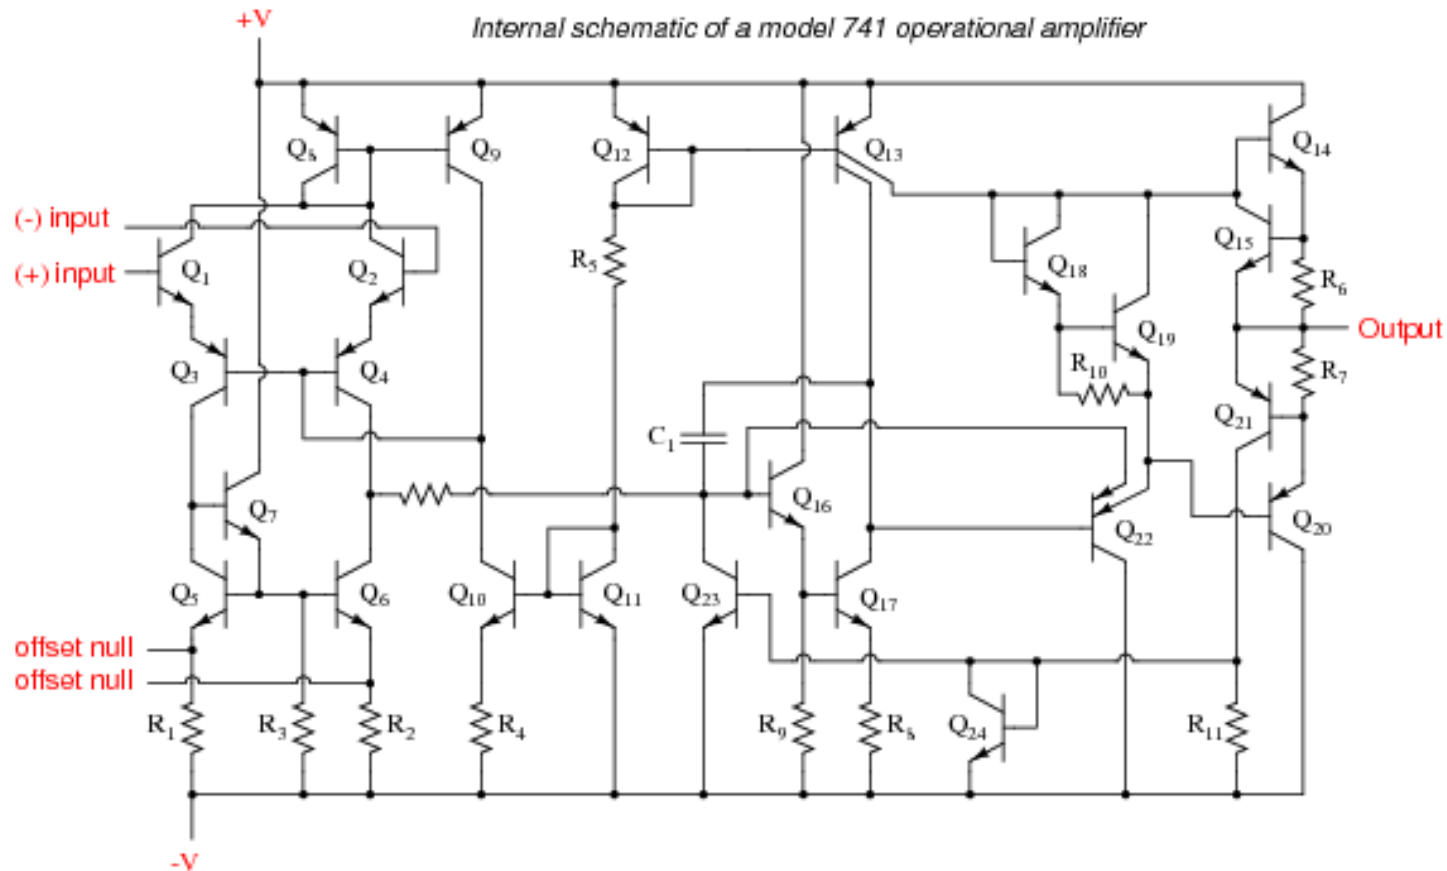 +V
Internal schematic of a model 741 operational amplifier
Q8 Q9 Q12 Q13 Q14
(-) input
Q15
(+) input Q1 Q2 R5 Q18
R6
Q19 Output
Q3 Q4 R10 R7
C1 Q21
Q7 Q16 Q22 Q20
Q5 Q6 Q10 Q11 Q23 Q17
offset null
offset null
R1 R3 R2 R4 R9 R8 Q24 R11
-V